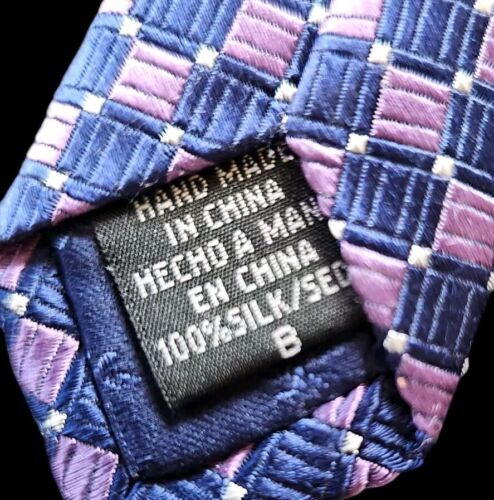 HAND MADE
IN CHINA
HECHO A MAN
EN CHINA
100%SILK/SED
B